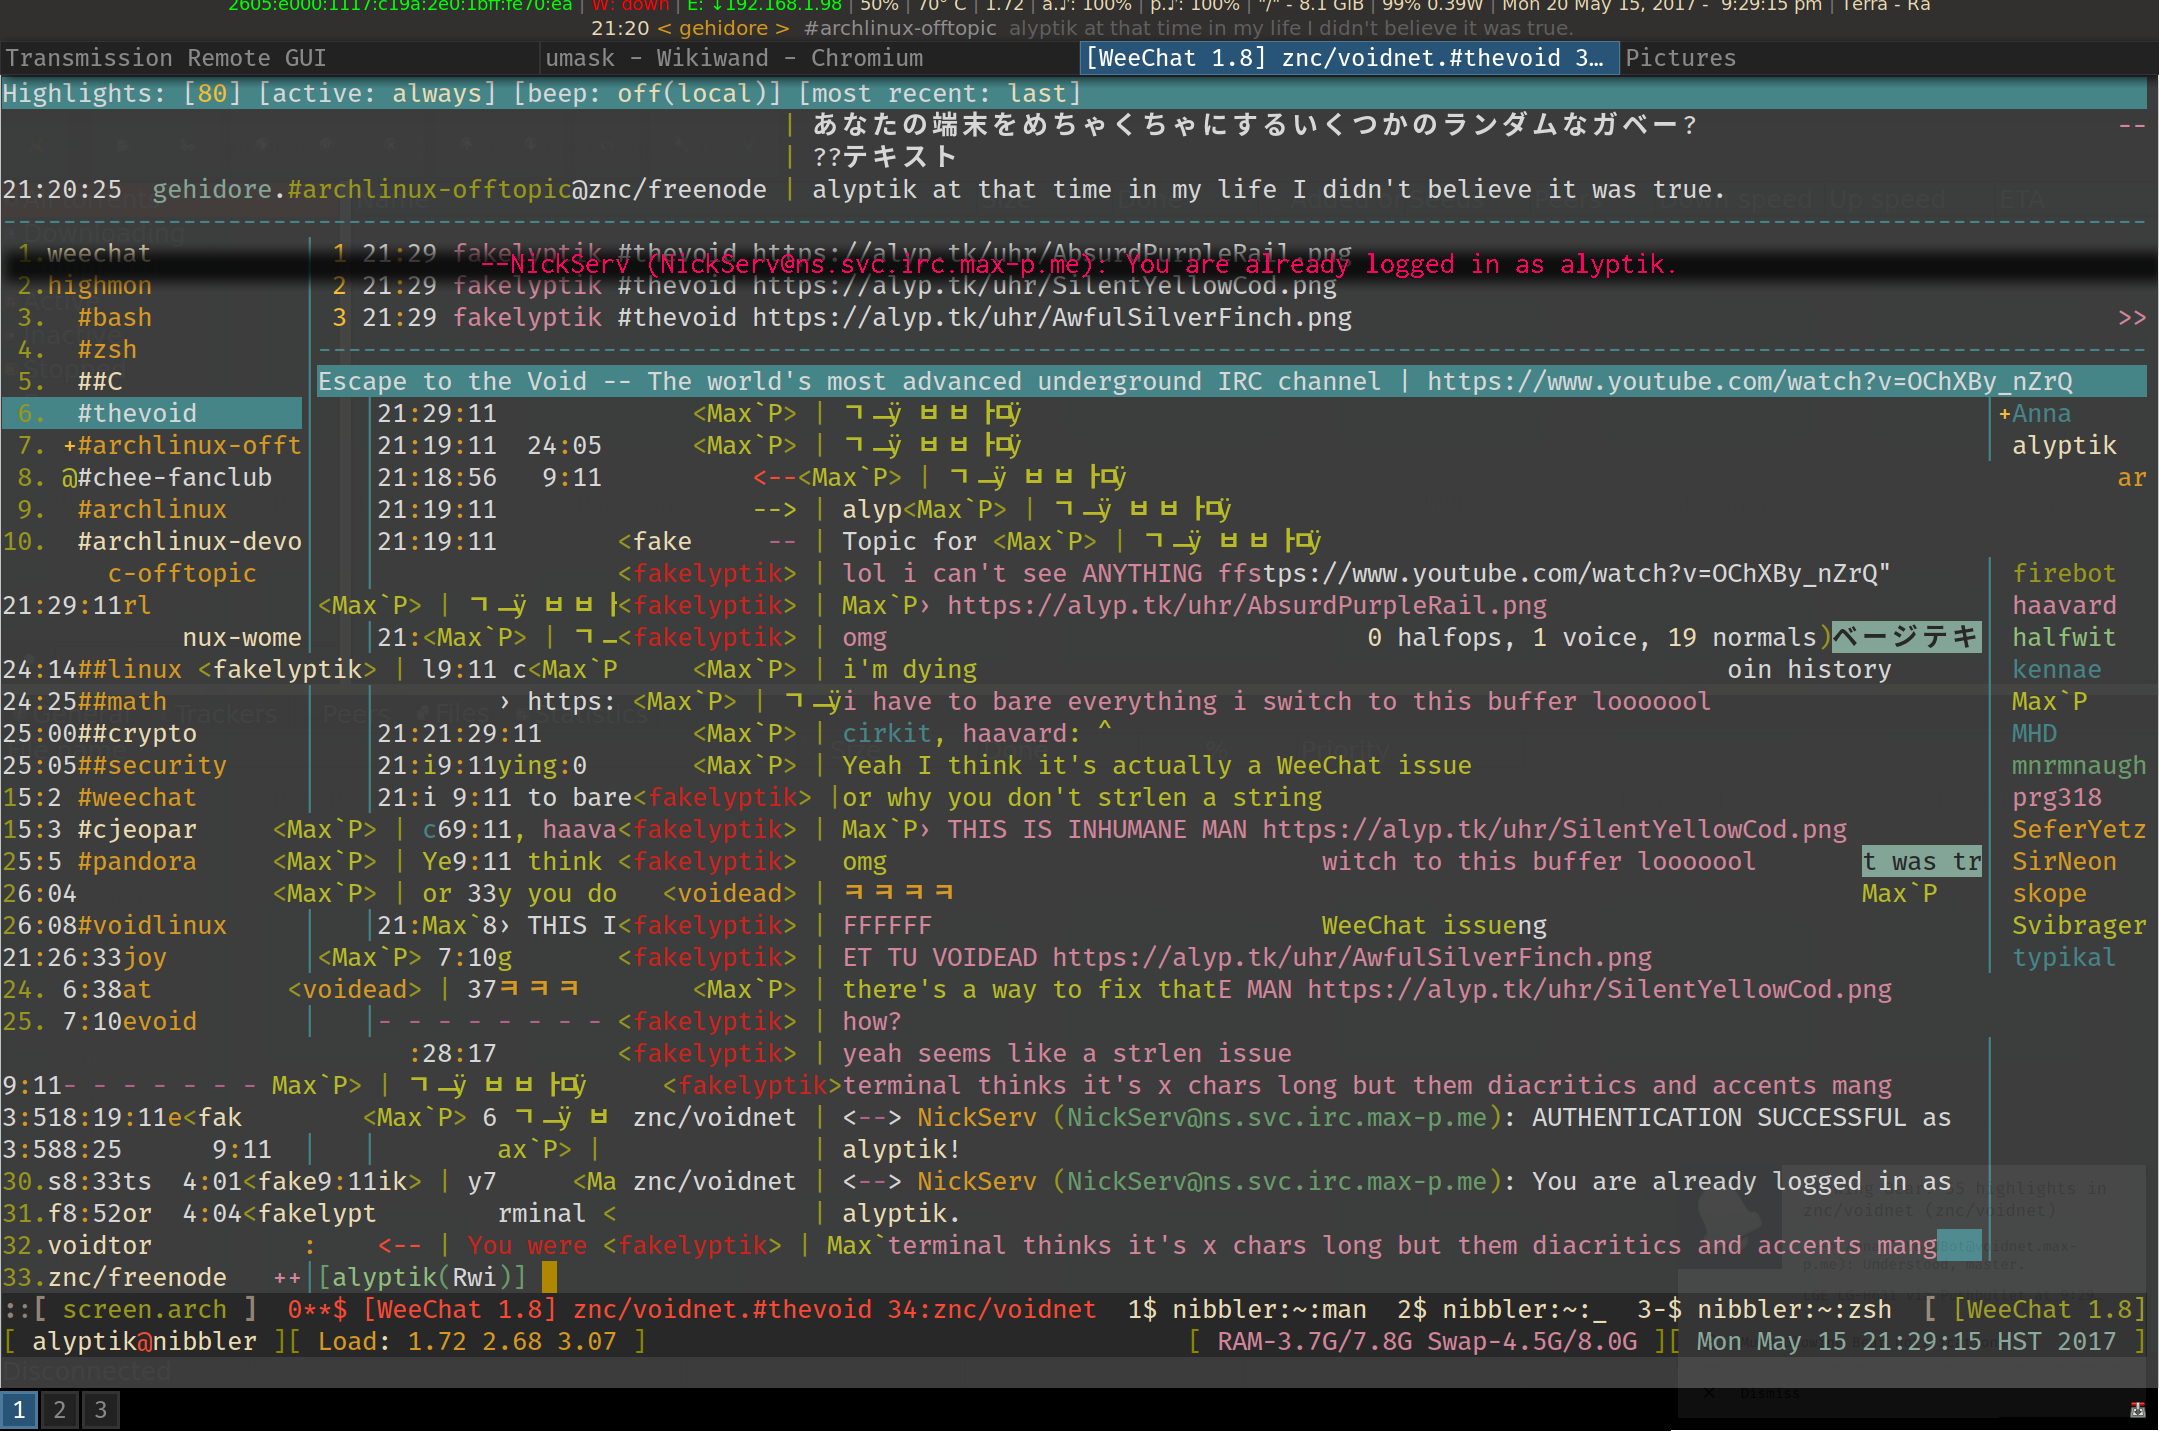 2605:e000:1117:c19a:2e0:1bff:fe70:ea | W: down | E: ↓192.168.1.98 | 50% | 70° C | 1.72 | a.♪: 100% | p.♪: 100% | "/" - 8.1 GiB | 99% 0.39W | Mon 20 May 15, 2017 - 9:29:15 pm | Terra - Ra
21:20 < gehidore > #archlinux-offtopic alyptik at that time in my life I didn't believe it was true.
Transmission Remote GUI umask - Wikiwand - Chromium [WeeChat 1.8] znc/voidnet.#thevoid 3… Pictures
Highlights: [80] [active: always] [beep: off(local)] [most recent: last]
| あなたの端末をめちゃくちゃにするいくつかのランダムなガベー? --
| ??テキスト
21:20:25 gehidore.#archlinux-offtopic@znc/freenode | alyptik at that time in my life I didn't believe it was true.
1.weechat 1 21:29 fakelyptik #thevoid https://alyp.tk/uhr/AbsurdPurpleRail.png
--NickServ (NickServ@ns.svc.irc.max-p.me): You are already logged in as alyptik.
2.highmon 2 21:29 fakelyptik #thevoid https://alyp.tk/uhr/SilentYellowCod.png
3. #bash 3 21:29 fakelyptik #thevoid https://alyp.tk/uhr/AwfulSilverFinch.png >>
4. #zsh
5. ##C Escape to the Void -- The world's most advanced underground IRC channel | https://www.youtube.com/watch?v=OChXBy_nZrQ
6. #thevoid 21:29:11 <Max`P> | +Anna
7. +#archlinux-offt 21:19:11 24:05 <Max`P> | alyptik
8. @#chee-fanclub 21:18:56 9:11 <--<Max`P> | ar
9. #archlinux 21:19:11 --> | alyp<Max`P> |
10. #archlinux-devo 21:19:11 <fake -- | Topic for <Max`P> |
c-offtopic <fakelyptik> | lol i can't see ANYTHING ffstps://www.youtube.com/watch?v=OChXBy_nZrQ" firebot
21:29:11rl <Max`P> | <fakelyptik> | Max`P› https://alyp.tk/uhr/AbsurdPurpleRail.png haavard
nux-wome |21:<Max`P> | <fakelyptik> | omg 0 halfops, 1 voice, 19 normals)ベージテキ halfwit
24:14##linux <fakelyptik> | l9:11 c<Max`P <Max`P> | i'm dying oin history kennae
24:25##math › https: <Max`P> | i have to bare everything i switch to this buffer looooool Max`P
25:00##crypto 21:21:29:11 <Max`P> | cirkit, haavard: ^ MHD
25:05##security 21:i9:11ying:0 <Max`P> | Yeah I think it's actually a WeeChat issue mnrmnaugh
15:2 #weechat |21:i 9:11 to bare<fakelyptik> |or why you don't strlen a string prg318
15:3 #cjeopar <Max`P> | c69:11, haava<fakelyptik> | Max`P› THIS IS INHUMANE MAN https://alyp.tk/uhr/SilentYellowCod.png SeferYetz
25:5 #pandora <Max`P> | Ye9:11 think <fakelyptik> | omg witch to this buffer looooool t was tr SirNeon
26:04 <Max`P> | or 33y you do <voidead> | ㅋㅋㅋㅋ Max`P skope
26:08#voidlinux |21:Max`8› THIS I<fakelyptik> | FFFFFF WeeChat issueng Svibrager
21:26:33joy |<Max`P> 7:10g <fakelyptik> | ET TU VOIDEAD https://alyp.tk/uhr/AwfulSilverFinch.png typikal
24. 6:38at <voidead> | 37ㅋㅋㅋ <Max`P> | there's a way to fix thatE MAN https://alyp.tk/uhr/SilentYellowCod.png
25. 7:10evoid |- - - - - - - - <fakelyptik> | how?
:28:17 <fakelyptik> | yeah seems like a strlen issue
9:11- - - - - - - Max`P> | <fakelyptik>terminal thinks it's x chars long but them diacritics and accents mang
3:518:19:11e<fak <Max`P> 6 znc/voidnet | <--> NickServ (NickServ@ns.svc.irc.max-p.me): AUTHENTICATION SUCCESSFUL as
3:588:25 9:11 | | ax`P> | | alyptik!
30.s8:33ts 4:01<fake9:11ik> | y7 <Ma znc/voidnet | <--> NickServ (NickServ@ns.svc.irc.max-p.me): You are already logged in as
31.f8:52or 4:04<fakelypt rminal < | alyptik.
32.voidtor : <-- | You were <fakelyptik> | Max`terminal thinks it's x chars long but them diacritics and accents mang
33.znc/freenode ++|[alyptik(Rwi)]
::[ screen.arch ] 0**$ [WeeChat 1.8] znc/voidnet.#thevoid 34:znc/voidnet 1$ nibbler:~:man 2$ nibbler:~:_ 3-$ nibbler:~:zsh [ [WeeChat 1.8]
[ alyptik@nibbler ][ Load: 1.72 2.68 3.07 ] [ RAM-3.7G/7.8G Swap-4.5G/8.0G ][ Mon May 15 21:29:15 HST 2017 ]
Disconnected
Dismiss
1 2 3